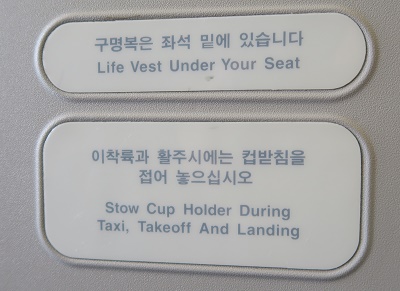 구명복은 좌석 밑에 있습니다
Life Vest Under Your Seat
이착륙과 활주시에는 컵받침을
접어 놓으십시오
Stow Cup Holder During
Taxi, Takeoff And Landing